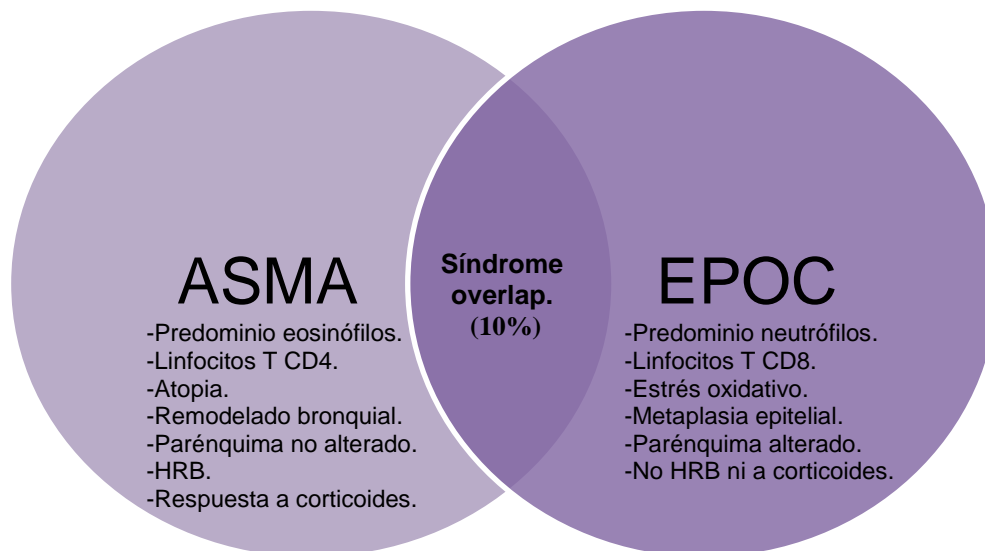 ASMA
-Predominio eosinófilos.
-Linfocitos T CD4.
-Atopia.
-Remodelado bronquial.
-Parénquima no alterado.
-HRB.
-Respuesta a corticoides.
Síndrome
overlap.
(10%)
EPOC
-Predominio neutrófilos.
-Linfocitos T CD8.
-Estrés oxidativo.
-Metaplasia epitelial.
-Parénquima alterado.
-No HRB ni a corticoides.